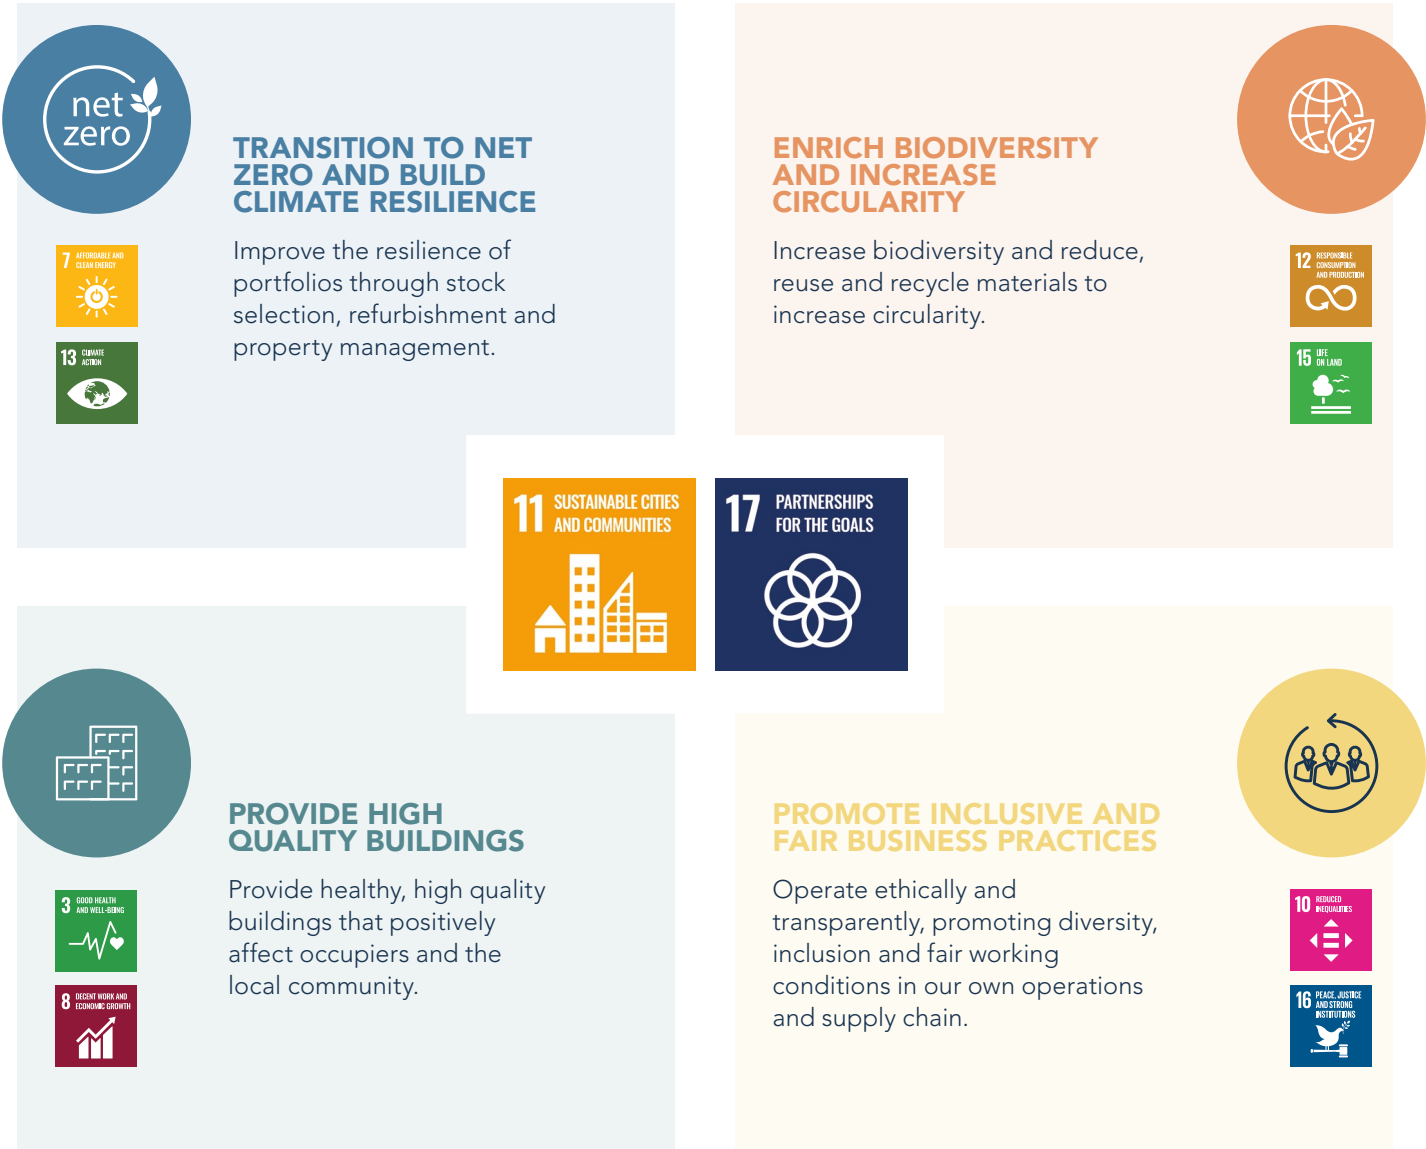 net
zero
TRANSITION TO NET
ZERO AND BUILD
CLIMATE RESILIENCE
Improve the resilience of
portfolios through stock
selection, refurbishment and
property management.
7 AFFORDABLE AND
CLEAN ENERGY
13 CLIMATE
ACTION
ENRICH BIODIVERSITY
AND INCREASE
CIRCULARITY
Increase biodiversity and reduce,
reuse and recycle materials to
increase circularity.
12 RESPONSIBLE
CONSUMPTION
AND PRODUCTION
15 LIFE
ON LAND
11 SUSTAINABLE CITIES
AND COMMUNITIES
17 PARTNERSHIPS
FOR THE GOALS
PROVIDE HIGH
QUALITY BUILDINGS
Provide healthy, high quality
buildings that positively
affect occupiers and the
local community.
3 GOOD HEALTH
AND WELL-BEING
8 DECENT WORK AND
ECONOMIC GROWTH
PROMOTE INCLUSIVE AND
FAIR BUSINESS PRACTICES
Operate ethically and
transparently, promoting diversity,
inclusion and fair working
conditions in our own operations
and supply chain.
10 REDUCED
INEQUALITIES
16 PEACE, JUSTICE
AND STRONG
INSTITUTIONS